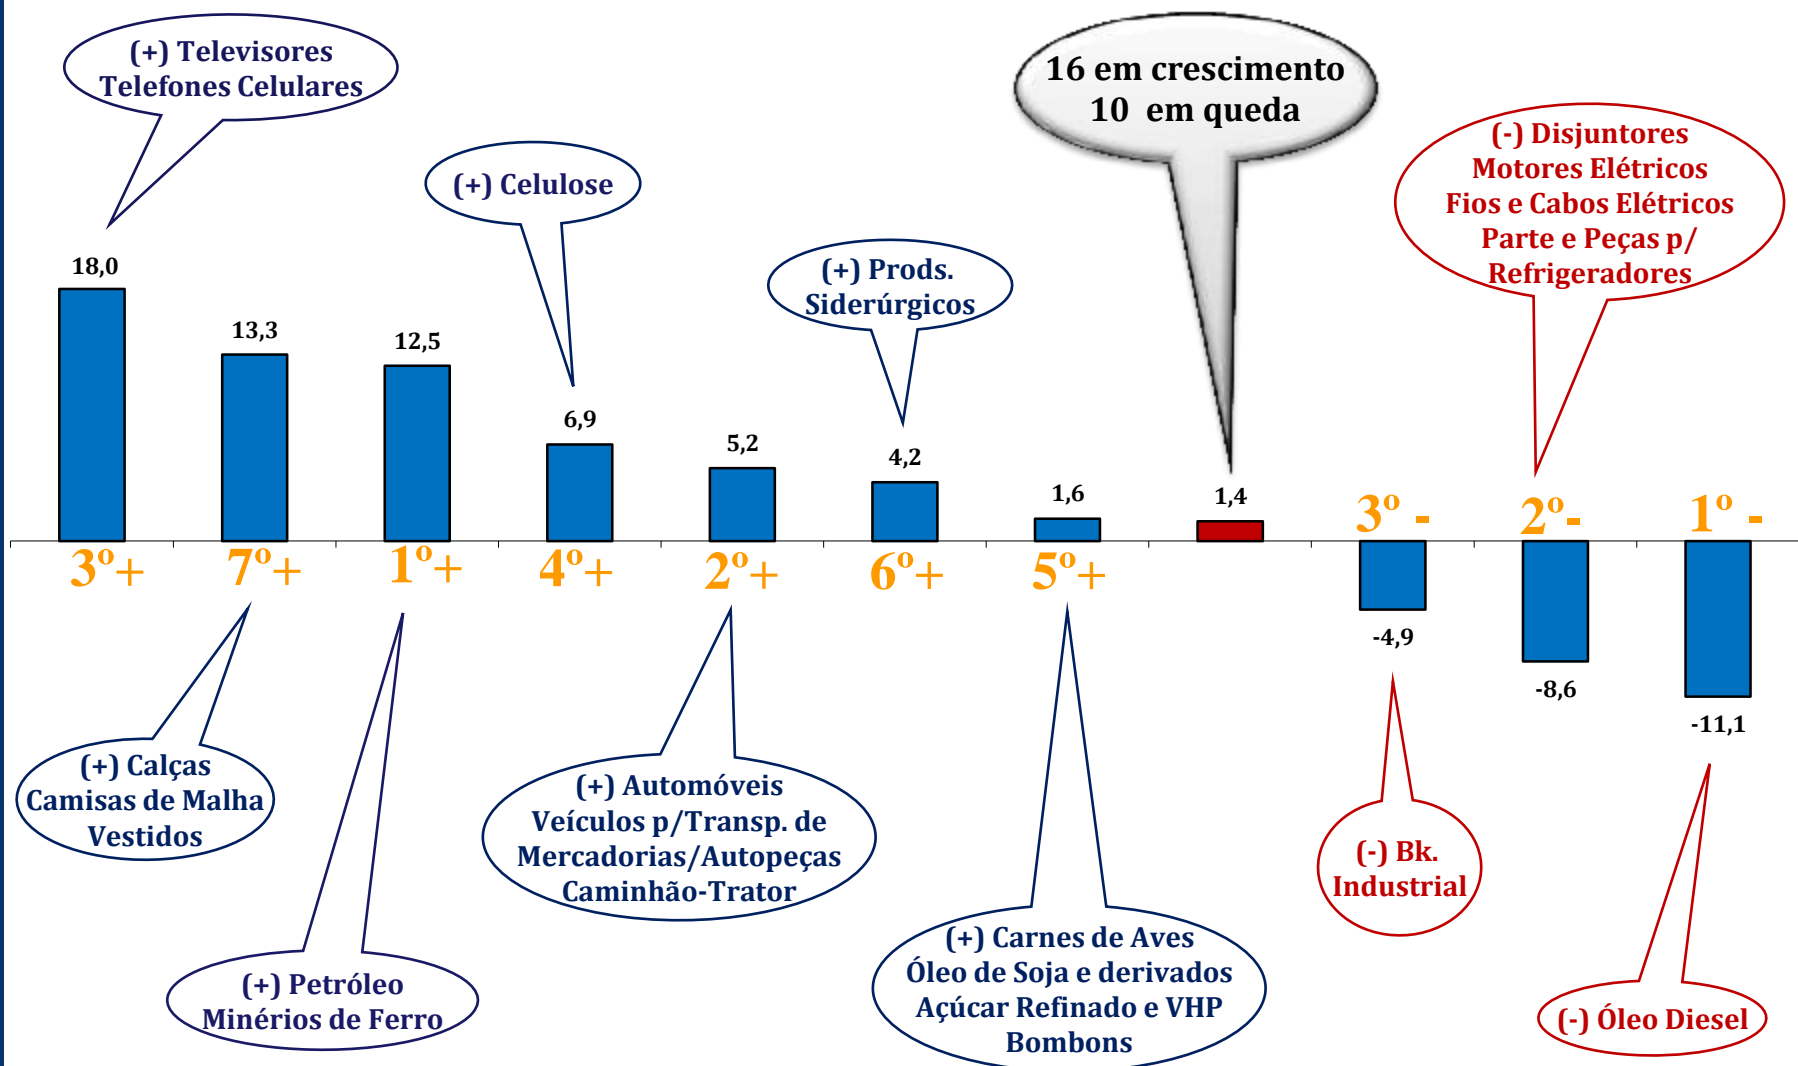 (+) Televisores
Telefones Celulares
16 em crescimento
10 em queda
(-) Disjuntores
Motores Elétricos
Fios e Cabos Elétricos
Parte e Peças p/
Refrigeradores
(+) Celulose
(+) Prods.
Siderúrgicos
18,0
13,3
12,5
6,9
5,2
4,2
1,6
1,4
3º -
2º-
1º -
3º+
7º+
1º+
4º+
2º+
6º+
5º+
-4,9
-8,6
-11,1
(+) Calças
Camisas de Malha
Vestidos
(+) Automóveis
Veículos p/Transp. de
Mercadorias/Autopeças
Caminhão-Trator
(-) Bk.
Industrial
(+) Petróleo
Minérios de Ferro
(+) Carnes de Aves
Óleo de Soja e derivados
Açúcar Refinado e VHP
Bombons
(-) Óleo Diesel